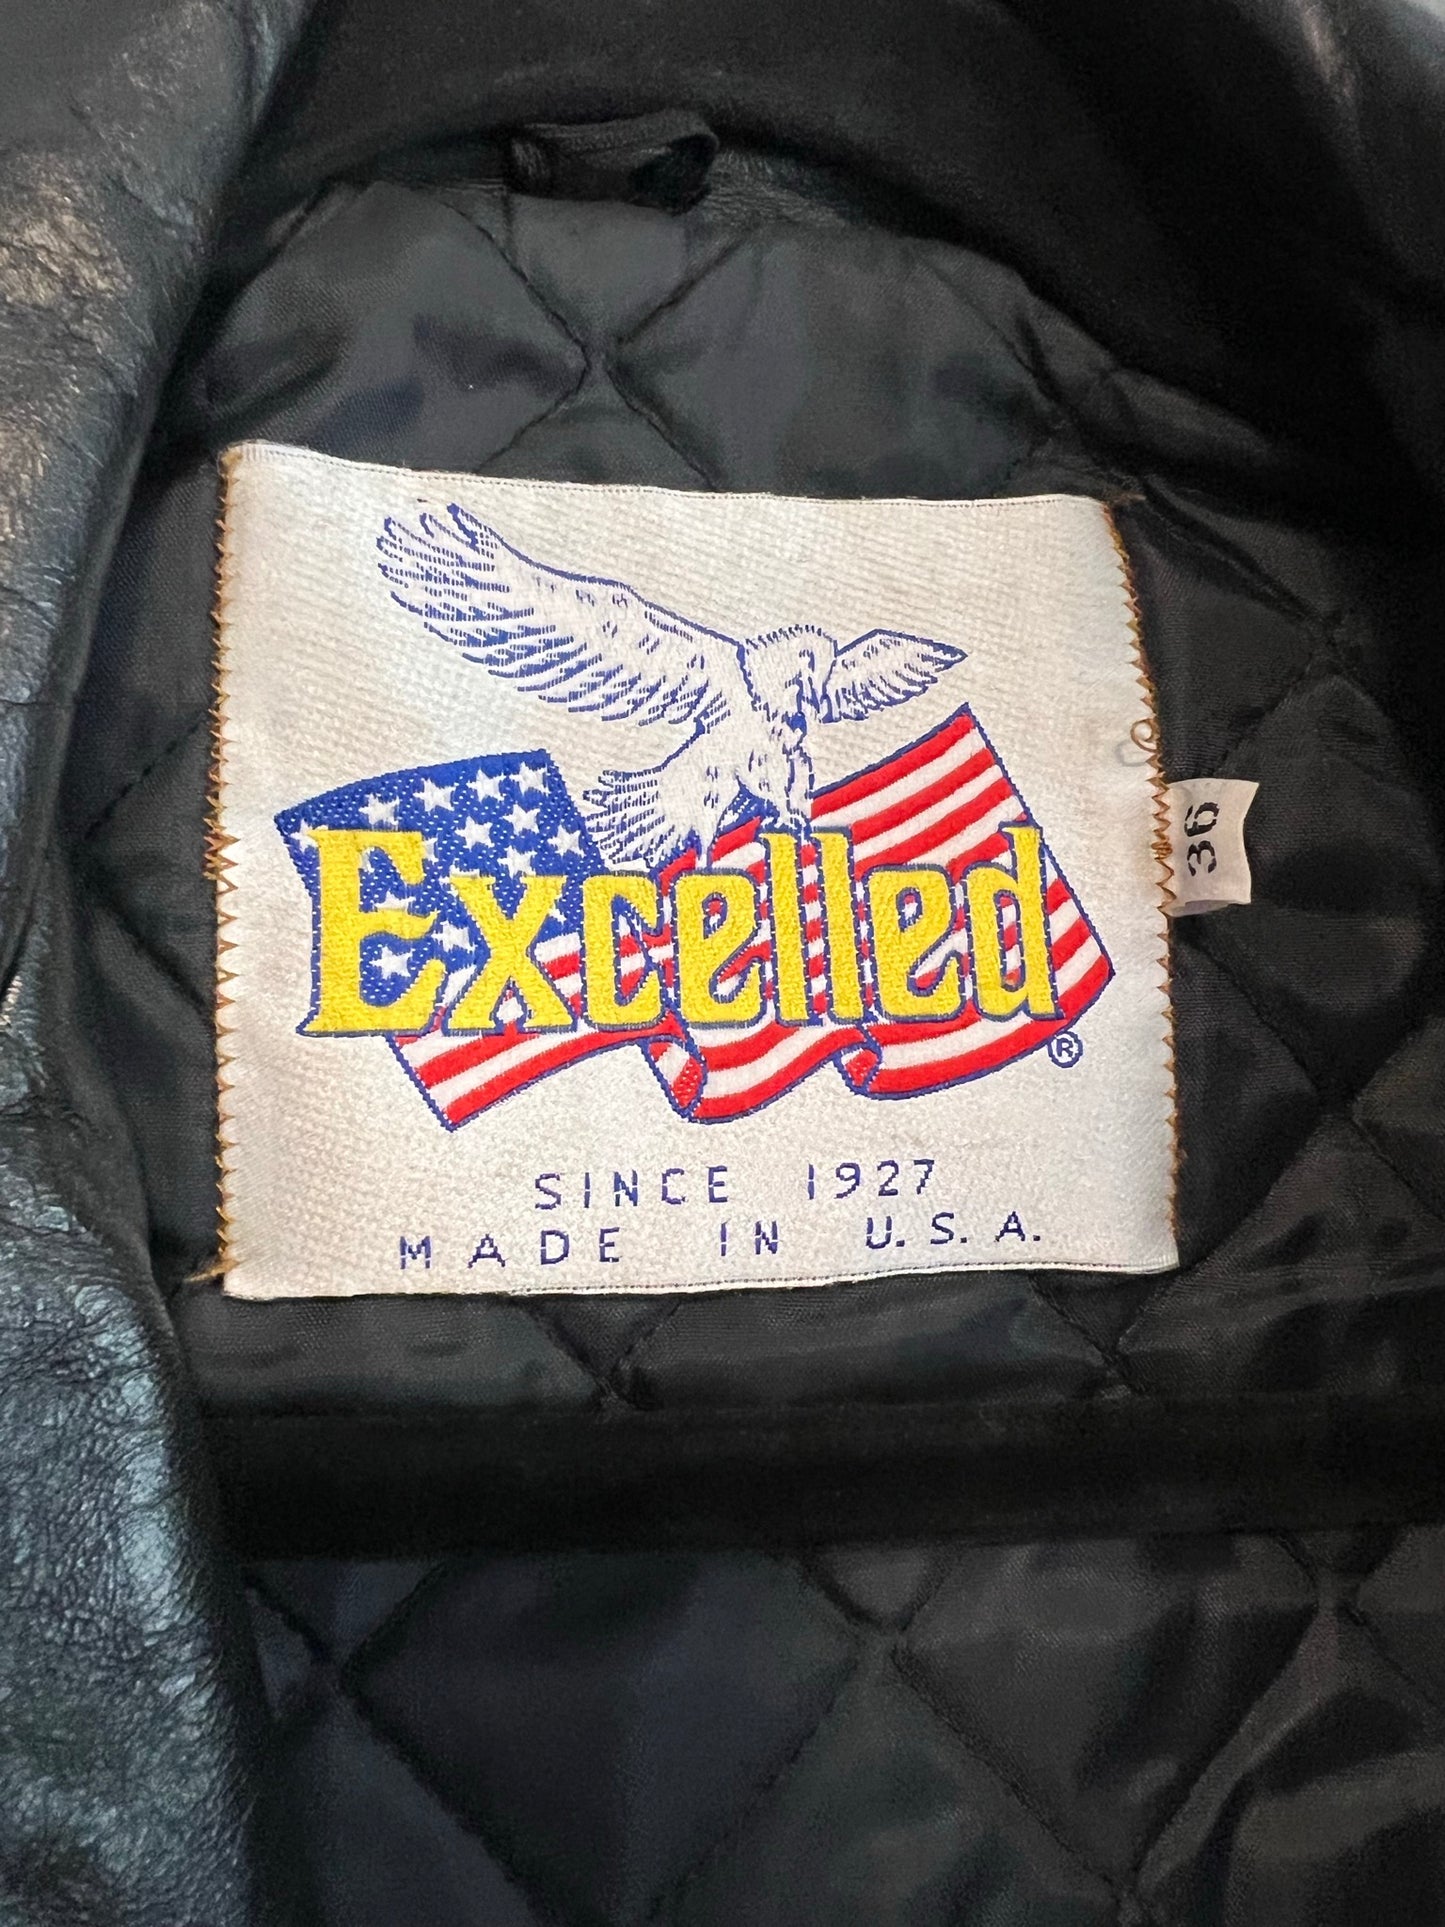 Excelled
®
36
SINCE 1927
MADE IN U.S.A.